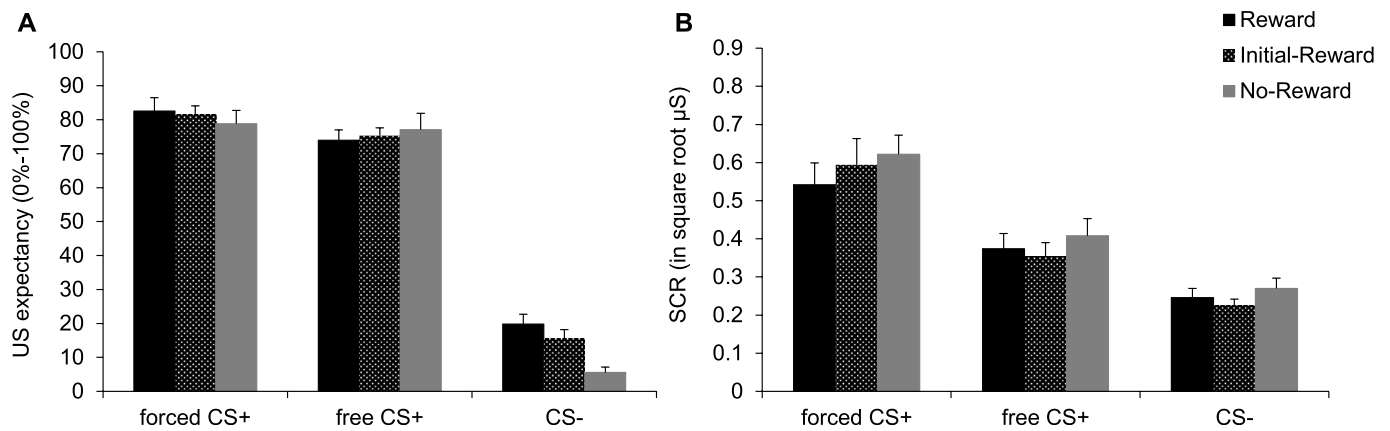 A
US expectancy (0%-100%)
100
90
80
70
60
50
40
30
20
10
0
forced CS+ free CS+ CS-
B
SCR (in square root µS)
0.9
0.8
0.7
0.6
0.5
0.4
0.3
0.2
0.1
0
forced CS+ free CS+ CS-
Reward
Initial-Reward
No-Reward